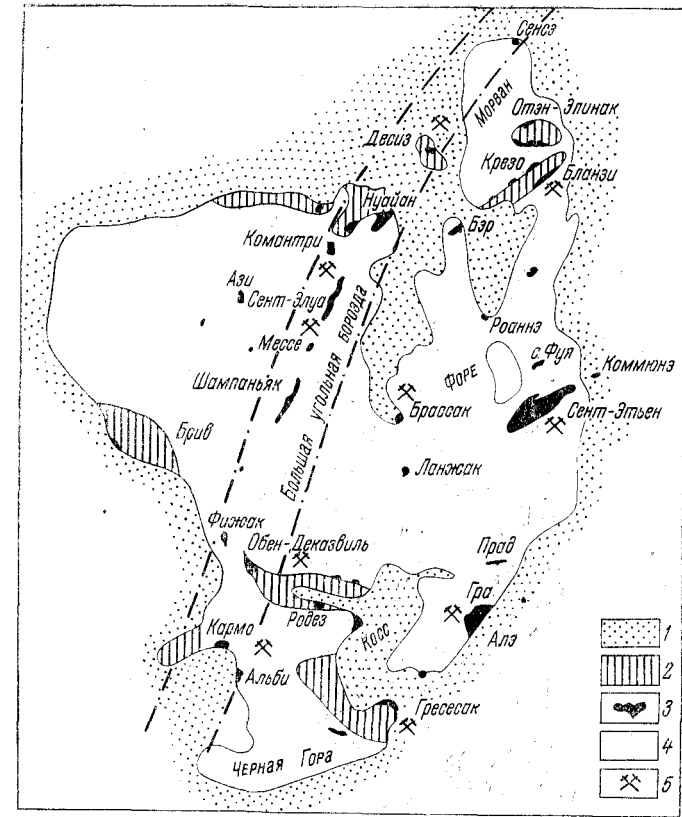 Сенсэ
Морван
Отэн-Эпинак
Десиз
Крезо
Бланзи
Нуайан
Бэр
Комантри
Ази
Сент-Элуа
Большая угольная борозда
Роаннэ
Мессе
с. Фуя
Форе
Коммюнэ
Шампаньяк
Брассак
Сент-Этьен
Брив
Ланжак
Фижак
Обен-Деказвиль
Прад
Гра
Родез
Косс
Алэ
Кармо
Альби
Гресесак
Черная Гора
1
2
3
4
5